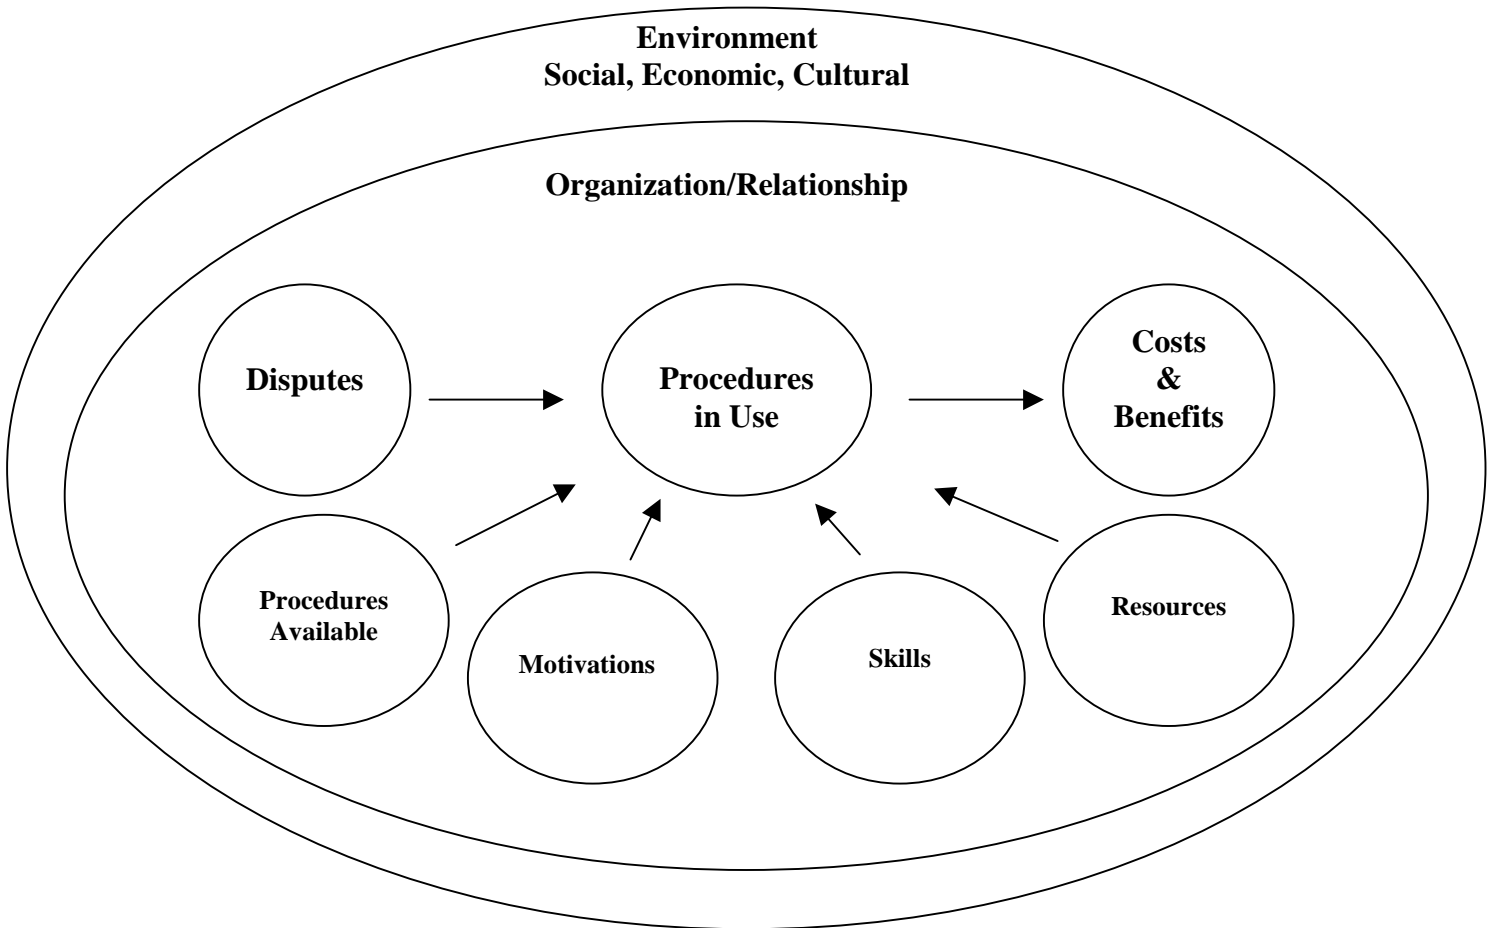 Environment
Social, Economic, Cultural
Organization/Relationship
Disputes
Procedures
in Use
Costs
&
Benefits
Procedures
Available
Motivations
Skills
Resources